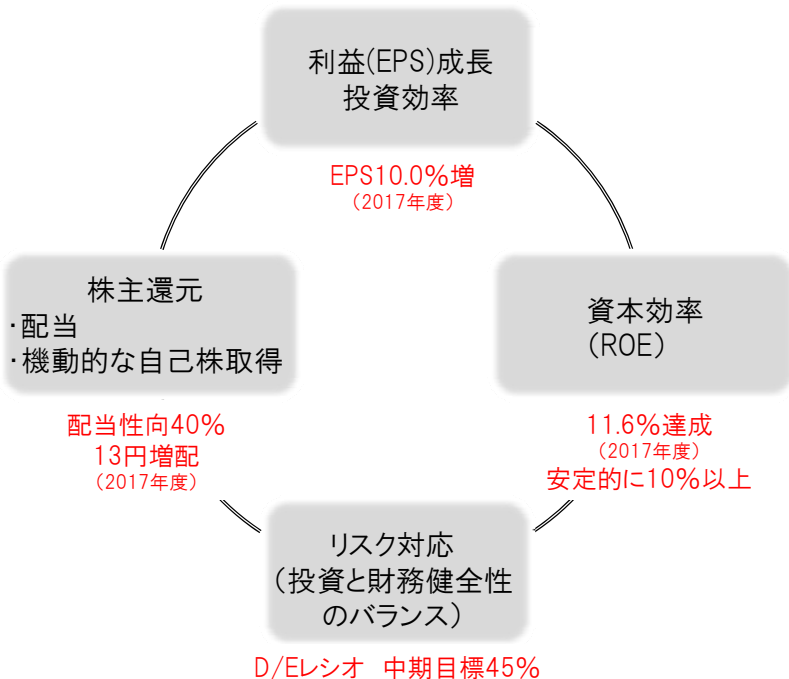 利益(EPS)成長
投資効率
EPS10.0%増
(2017年度)
株主還元
・配当
・機動的な自己株取得
配当性向40%
13円増配
(2017年度)
資本効率
(ROE)
11.6%達成
(2017年度)
安定的に10%以上
リスク対応
(投資と財務健全性
のバランス)
D/Eレシオ 中期目標45%